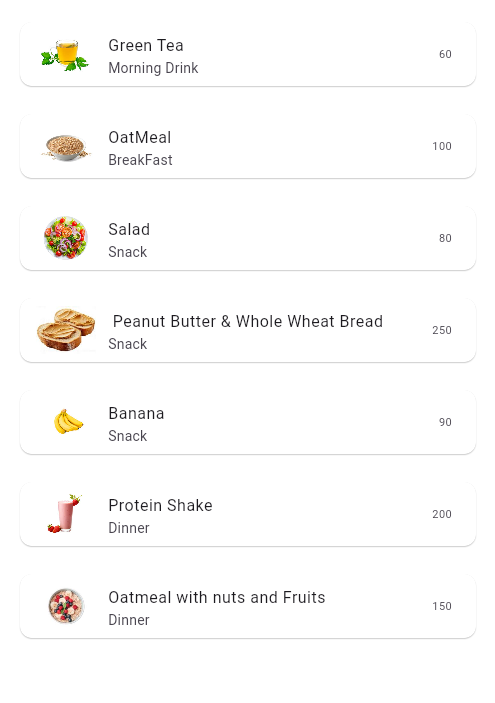 Green Tea
Morning Drink
60
OatMeal
BreakFast
100
Salad
Snack
80
Peanut Butter & Whole Wheat Bread
Snack
250
Banana
Snack
90
Protein Shake
Dinner
200
Oatmeal with nuts and Fruits
Dinner
150